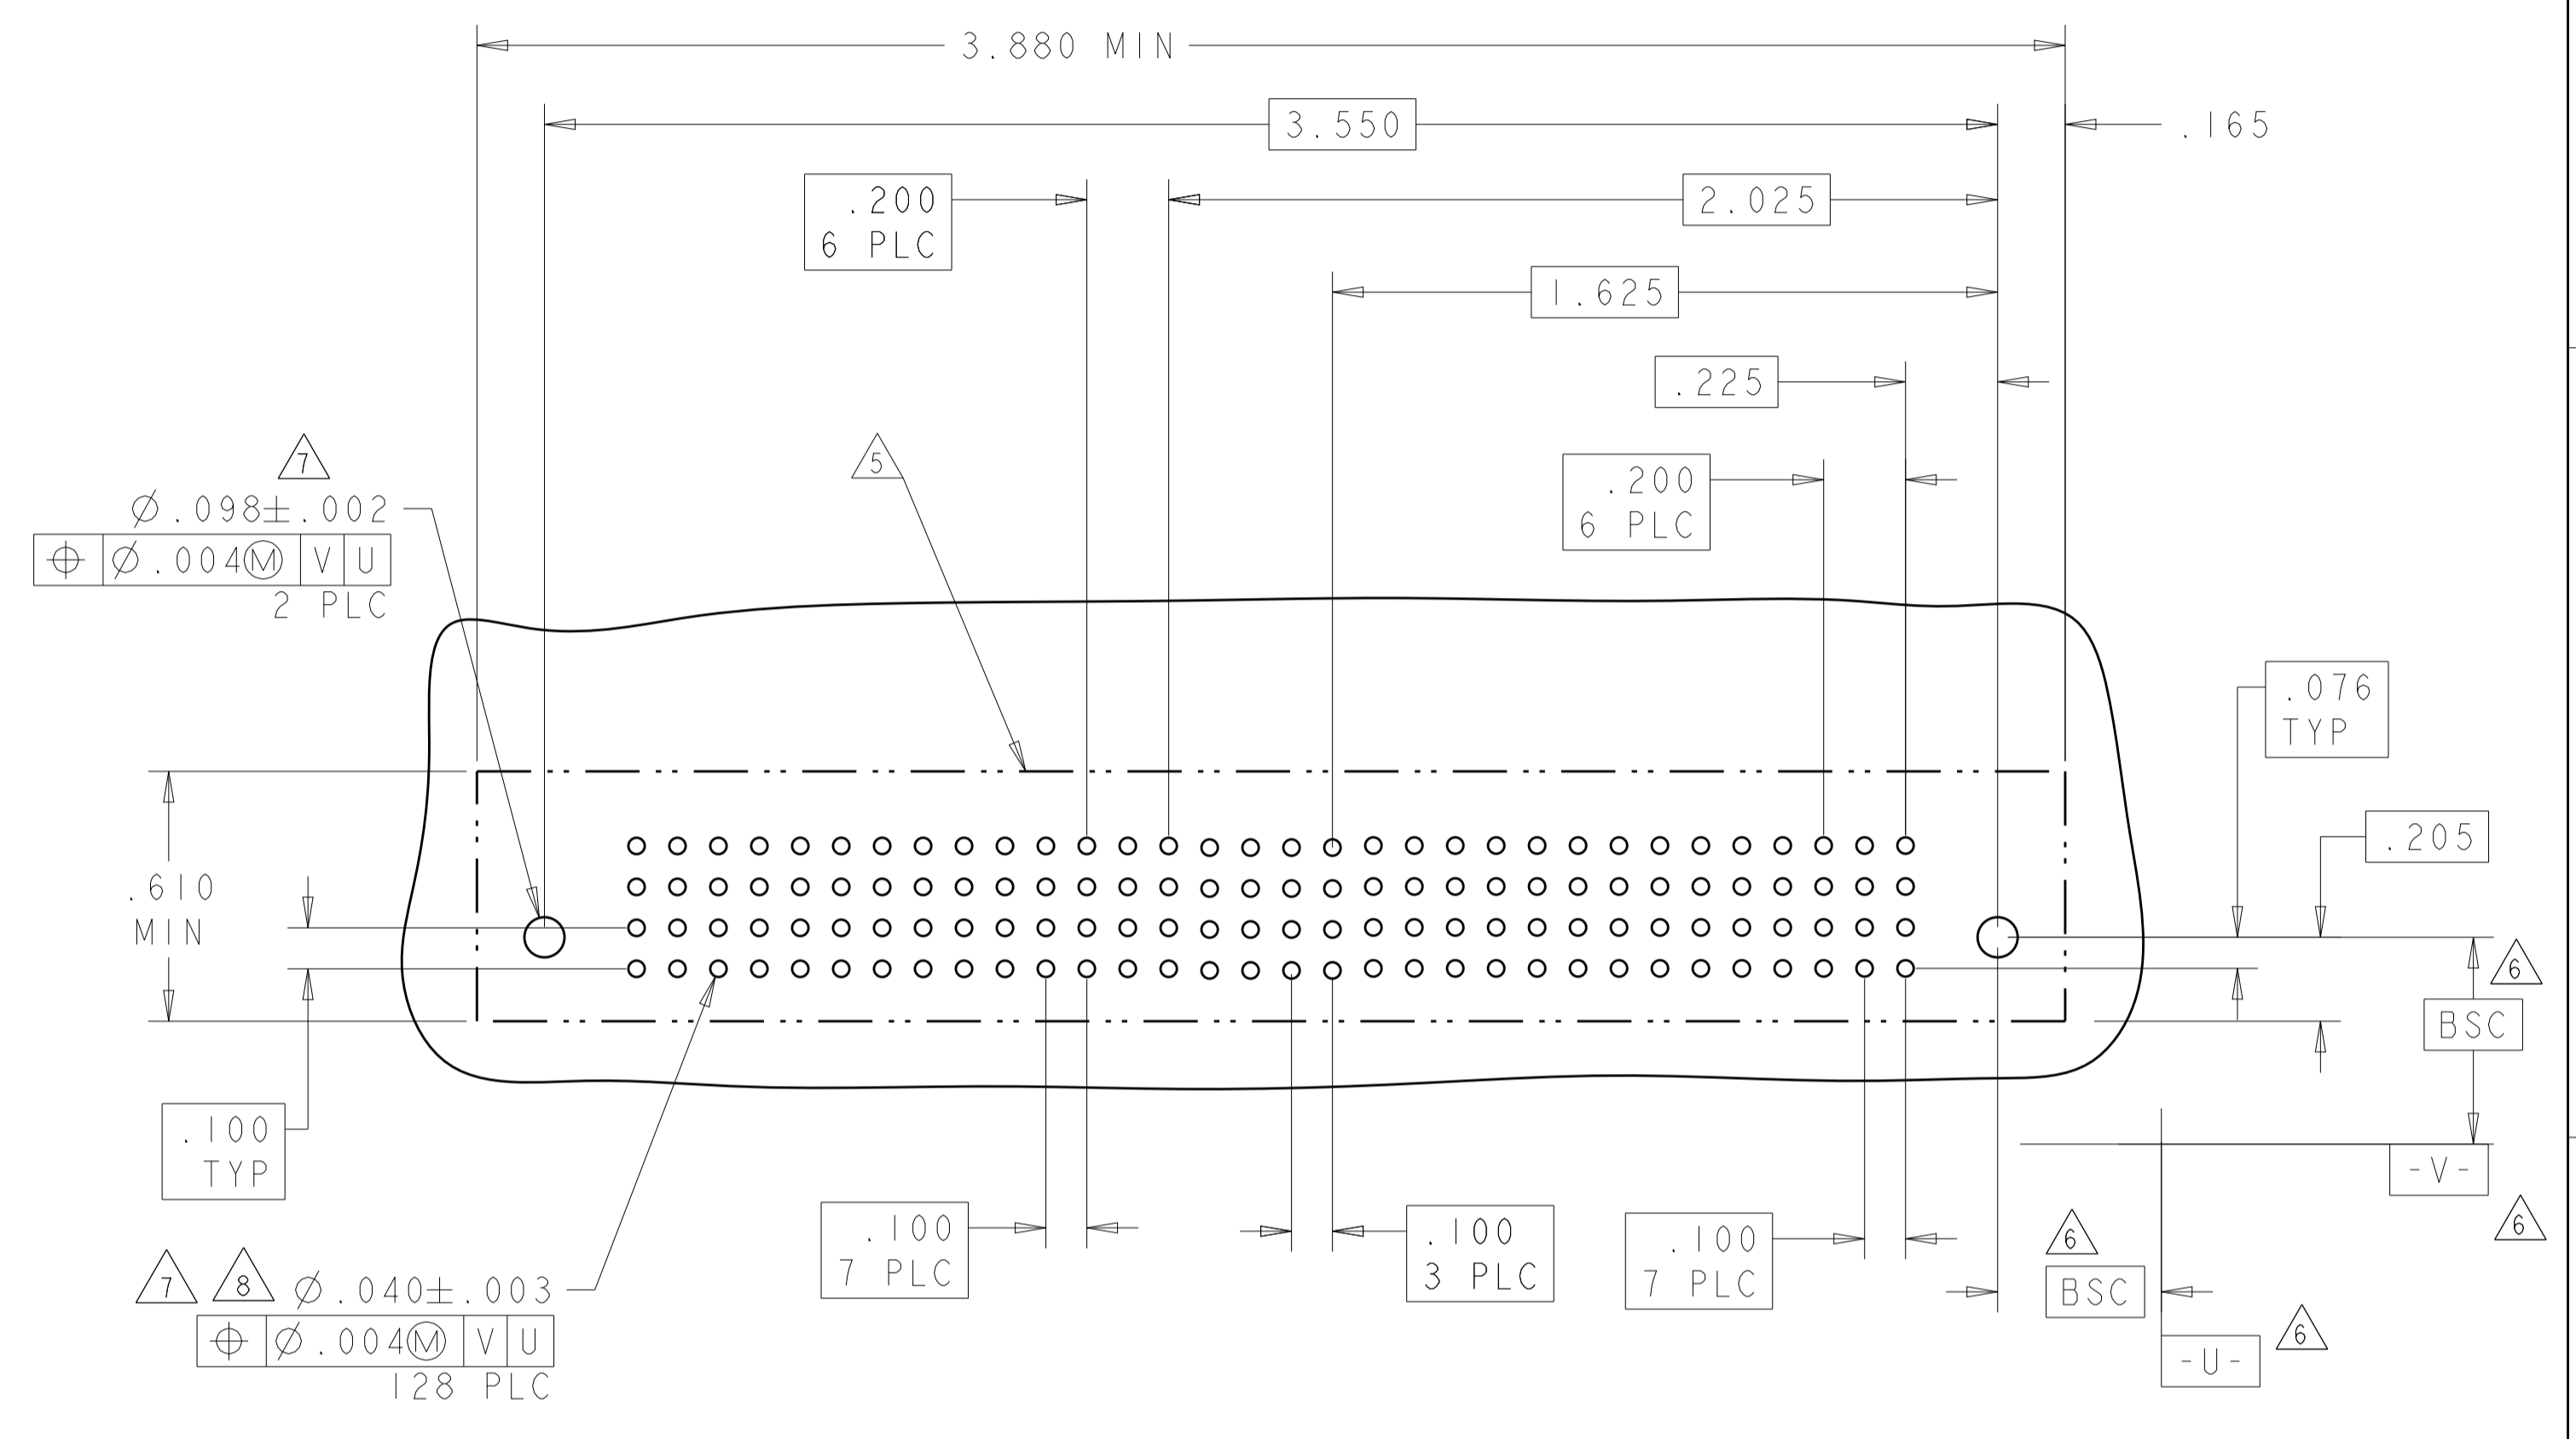 3.880 MIN
3.550
.165
.200
6 PLC
2.025
1.625
.225
.200
6 PLC
7
5
Ø.098±.002
⌖ Ø.004Ⓜ V U
2 PLC
.076
TYP
.205
.610
MIN
6
BSC
.100
TYP
-V-
6
.100
7 PLC
.100
3 PLC
.100
7 PLC
6
BSC
6
-U-
7 8 Ø.040±.003
⌖ Ø.004Ⓜ V U
128 PLC